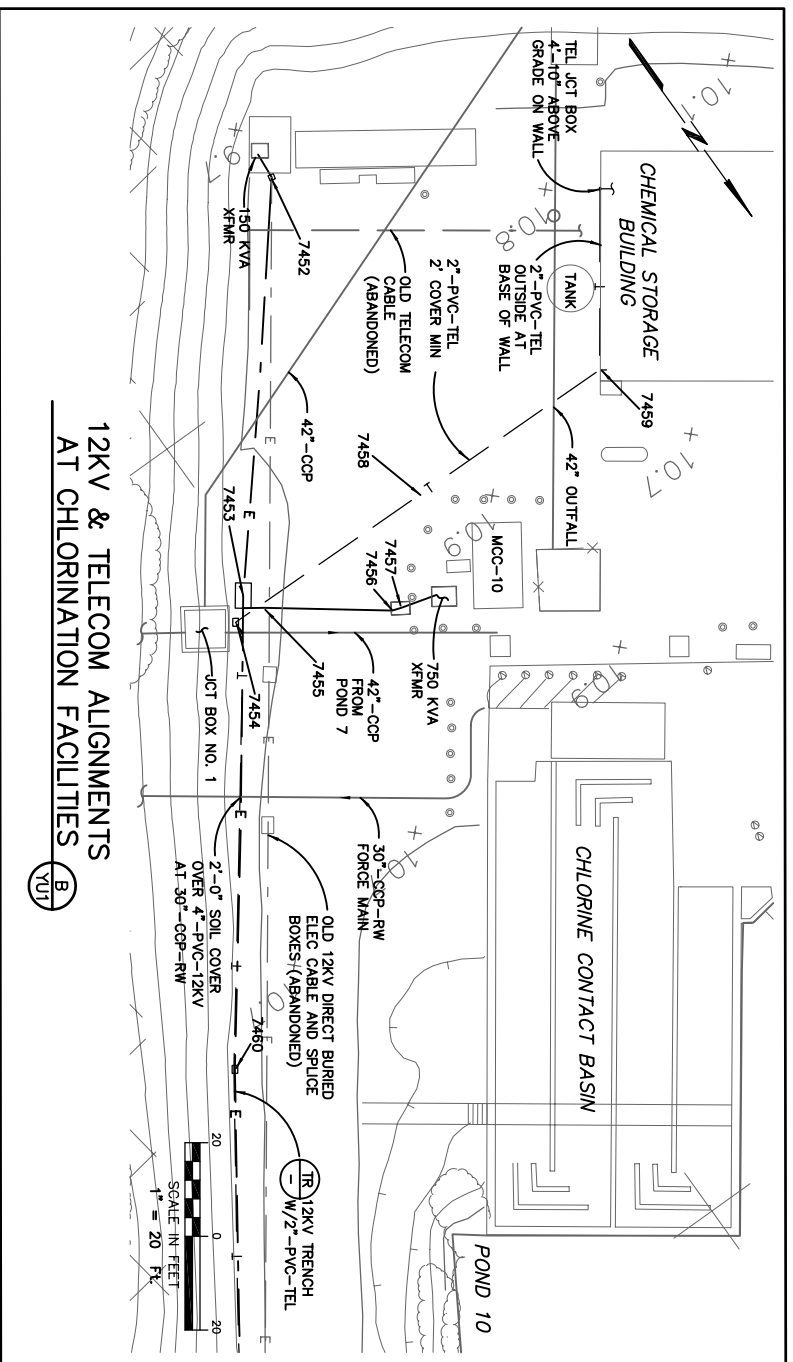 TEL JCT BOX
4'-10" ABOVE
GRADE ON WALL
N
CHEMICAL STORAGE
BUILDING
10.7
10.8
2"-PVC-TEL
OUTSIDE AT
BASE OF WALL
TANK
7459
10.7
2"-PVC-TEL
2' COVER MIN
42" OUTFALL
OLD TELECOM
CABLE
(ABANDONED)
7452
150 KVA
XFMR
42"-CCP
7458
MCC-10
10.9
7457
7456
7453
E
E
T
750 KVA
XFMR
7455
7454
42"-CCP
FROM
POND 7
JCT BOX NO. 1
30"-CCP-RW
FORCE MAIN
CHLORINE CONTACT BASIN
OLD 12KV DIRECT BURIED
ELEC CABLE AND SPLICE
BOXES (ABANDONED)
2'-0" SOIL COVER
OVER 4"-PVC-12KV
AT 30"-CCP-RW
7460
E
E
E
TR
-
12KV TRENCH
W/2"-PVC-TEL
POND 10
20
0
20
SCALE IN FEET
1" = 20 Ft.
12KV & TELECOM ALIGNMENTS
AT CHLORINATION FACILITIES
B
YU1